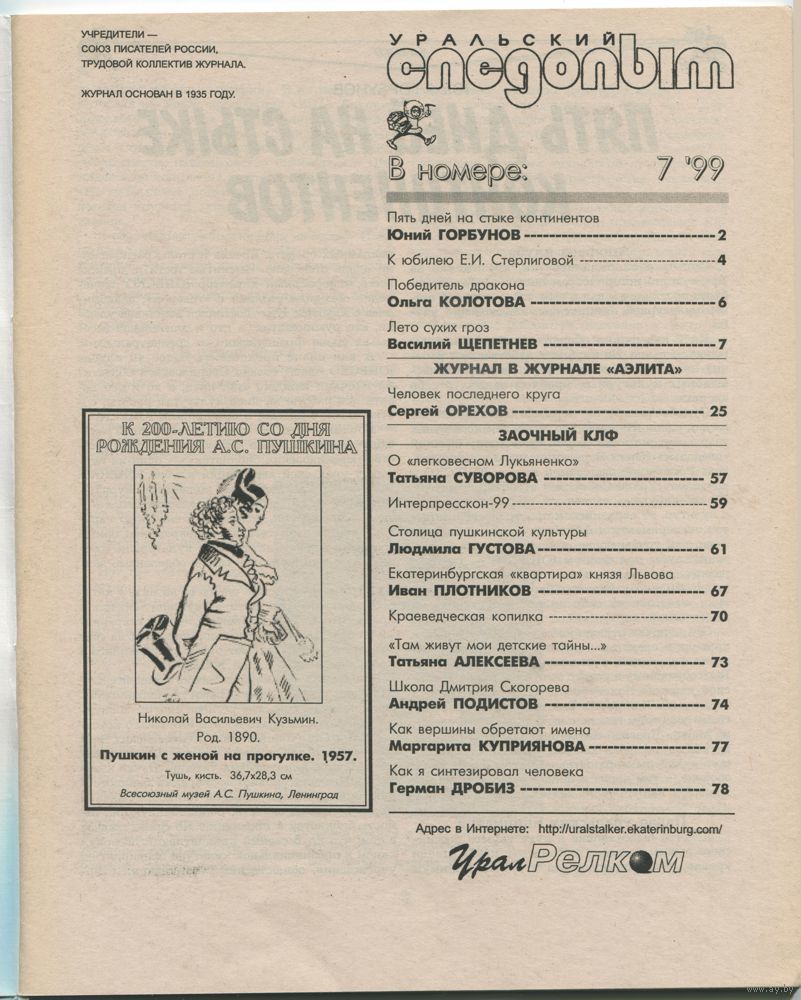 УЧРЕДИТЕЛИ —
СОЮЗ ПИСАТЕЛЕЙ РОССИИ,
ТРУДОВОЙ КОЛЛЕКТИВ ЖУРНАЛА.
ЖУРНАЛ ОСНОВАН В 1935 ГОДУ.
УРАЛЬСКИЙ
следопыт
В номере: 7 '99
Пять дней на стыке континентов
Юний ГОРБУНОВ 2
К юбилею Е.И. Стерлиговой 4
Победитель дракона
Ольга КОЛОТОВА 6
Лето сухих гроз
Василий ЩЕПЕТНЕВ 7
ЖУРНАЛ В ЖУРНАЛЕ «АЭЛИТА»
Человек последнего круга
Сергей ОРЕХОВ 25
ЗАОЧНЫЙ КЛФ
О «легковесном Лукьяненко»
Татьяна СУВОРОВА 57
Интерпресскон-99 59
Столица пушкинской культуры
Людмила ГУСТОВА 61
Екатеринбургская «квартира» князя Львова
Иван ПЛОТНИКОВ 67
Краеведческая копилка 70
«Там живут мои детские тайны...»
Татьяна АЛЕКСЕЕВА 73
Школа Дмитрия Скогорева
Андрей ПОДИСТОВ 74
Как вершины обретают имена
Маргарита КУПРИЯНОВА 77
Как я синтезировал человека
Герман ДРОБИЗ 78
Адрес в Интернете: http://uralstalker.ekaterinburg.com/
УралРелком
К 200-ЛЕТИЮ СО ДНЯ
РОЖДЕНИЯ А.С. ПУШКИНА
Николай Васильевич Кузьмин.
Род. 1890.
Пушкин с женой на прогулке. 1957.
Тушь, кисть. 36,7х28,3 см
Всесоюзный музей А.С. Пушкина, Ленинград
www.ay.by